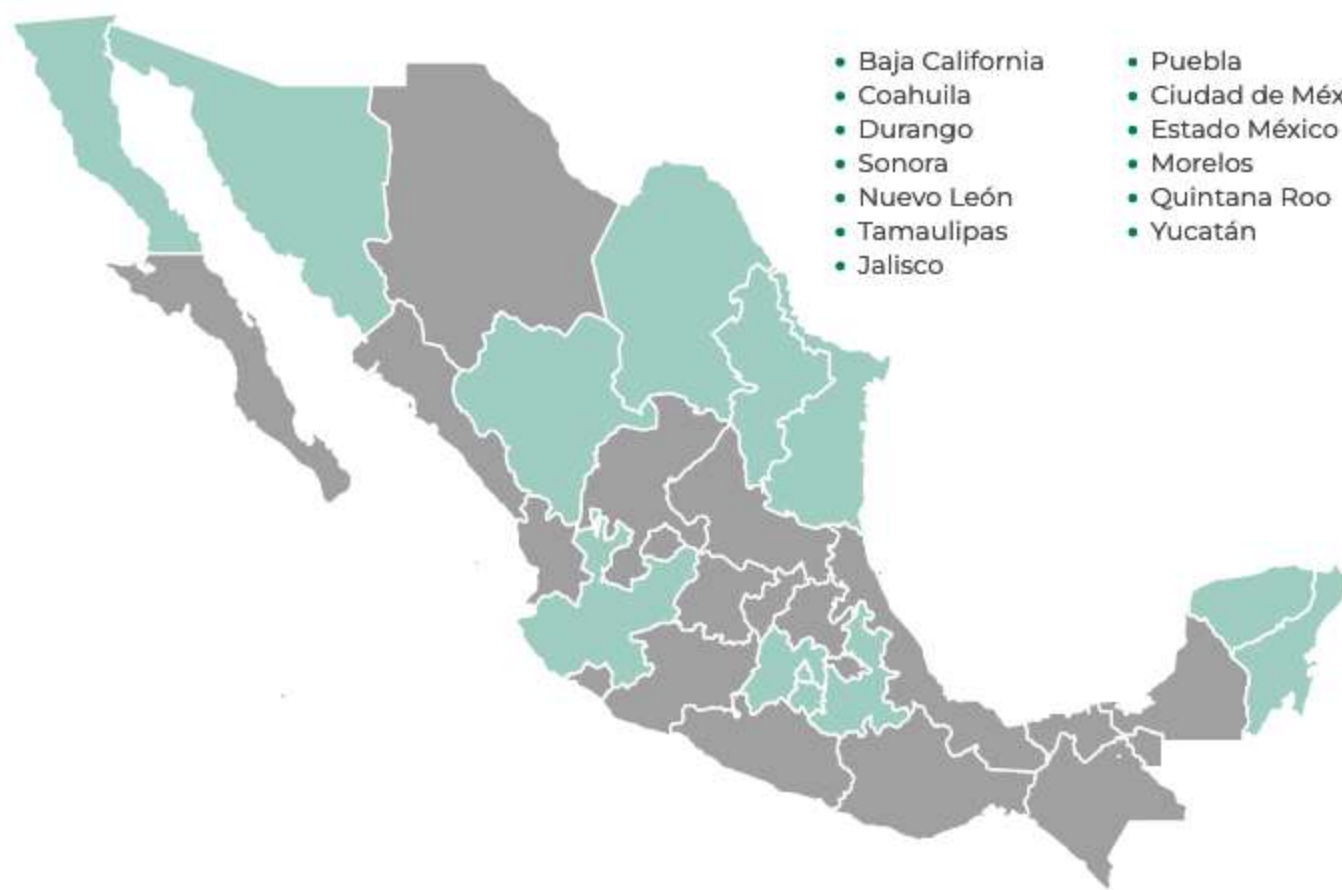 • Baja California
• Coahuila
• Durango
• Sonora
• Nuevo León
• Tamaulipas
• Jalisco
• Puebla
• Ciudad de Méx
• Estado México
• Morelos
• Quintana Roo
• Yucatán